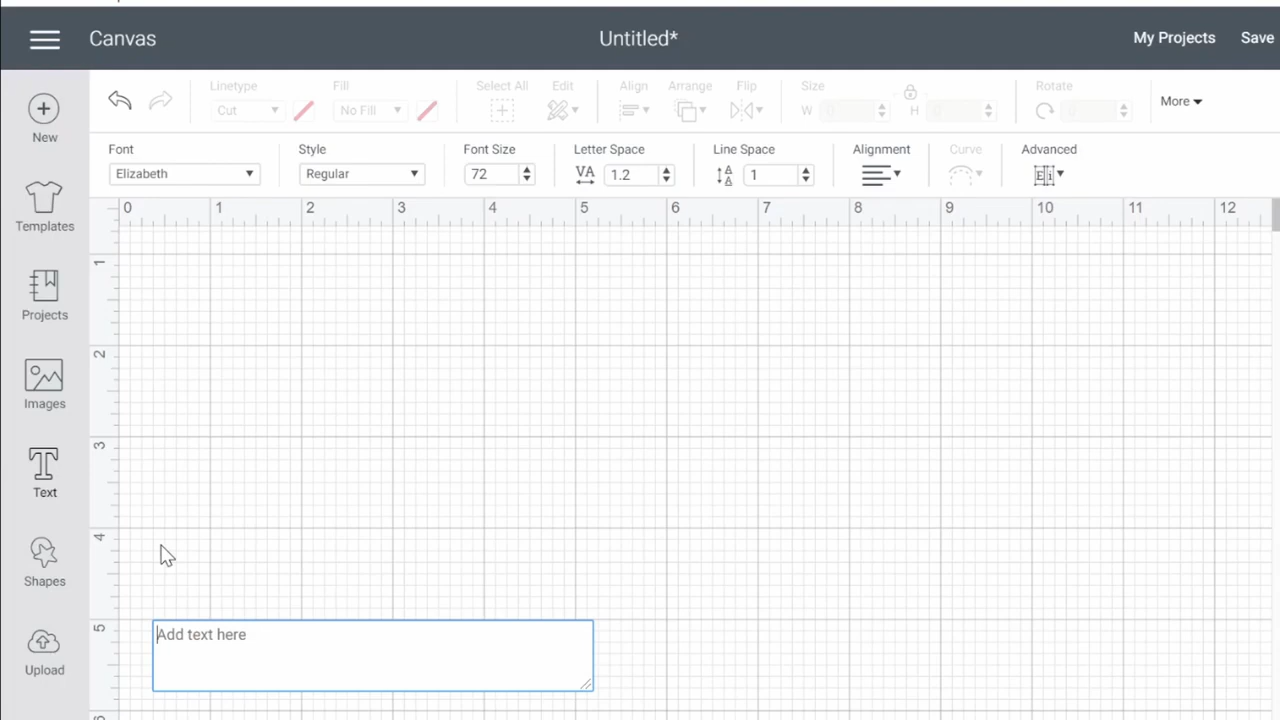 Canvas
Untitled*
My Projects
Save
Linetype
Fill
Select All
Edit
Align
Arrange
Flip
Size
Rotate
Cut
No Fill
W 0
H 0
0
More
New
Font
Style
Font Size
Letter Space
Line Space
Alignment
Curve
Advanced
Elizabeth
Regular
72
VA
1.2
A
A
1
E i
Templates
0 1 2 3 4 5 6 7 8 9 10 11 12
1
2
3
4
5
Projects
Images
Text
Shapes
Upload
Add text here